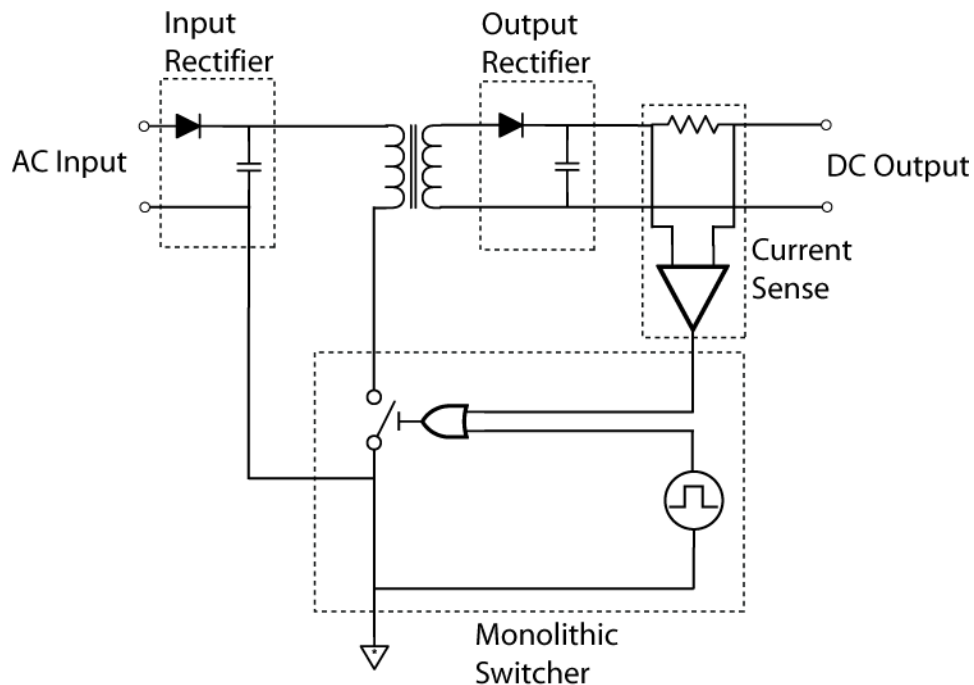 Input
Rectifier
Output
Rectifier
AC Input
DC Output
Current
Sense
Monolithic
Switcher